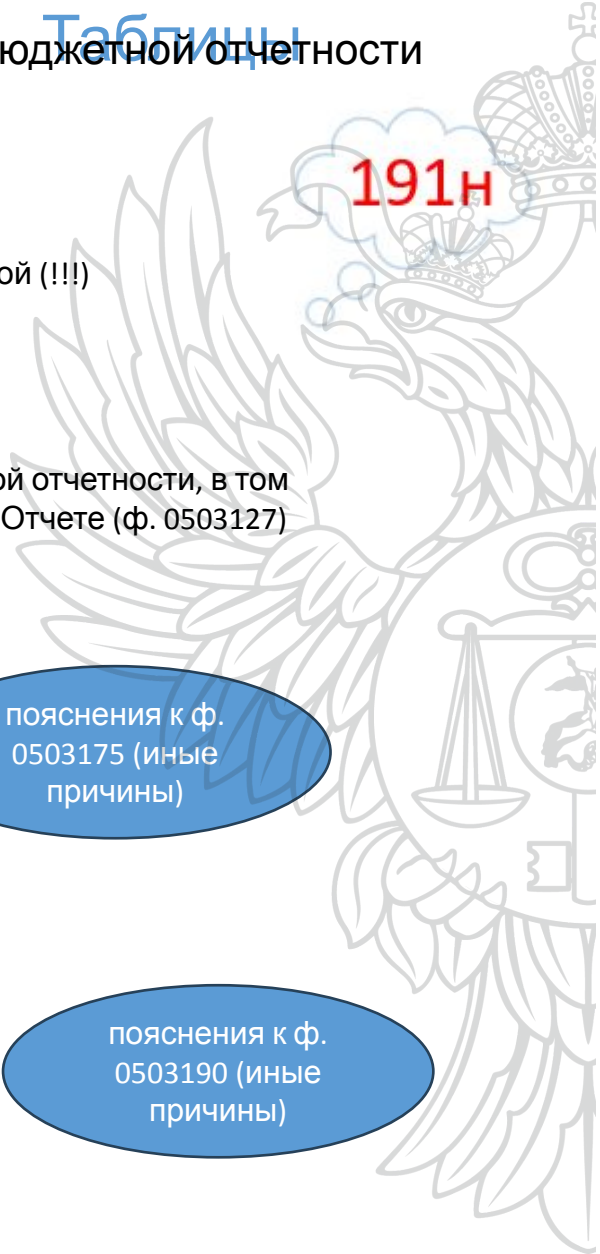 Таблицы
юджетной отчетности
191н
ой (!!!)
ой отчетности, в том
Отчете (ф. 0503127)
пояснения к ф.
0503175 (иные
причины)
пояснения к ф.
0503190 (иные
причины)